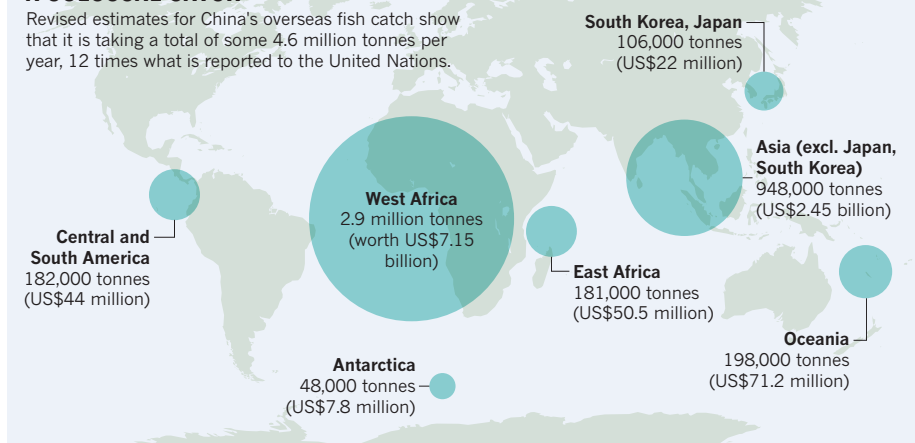 Revised estimates for China's overseas fish catch show
that it is taking a total of some 4.6 million tonnes per
year, 12 times what is reported to the United Nations.
South Korea, Japan
106,000 tonnes
(US$22 million)
Asia (excl. Japan,
South Korea)
948,000 tonnes
(US$2.45 billion)
West Africa
2.9 million tonnes
(worth US$7.15
billion)
Central and
South America
182,000 tonnes
(US$44 million)
East Africa
181,000 tonnes
(US$50.5 million)
Oceania
198,000 tonnes
(US$71.2 million)
Antarctica
48,000 tonnes
(US$7.8 million)